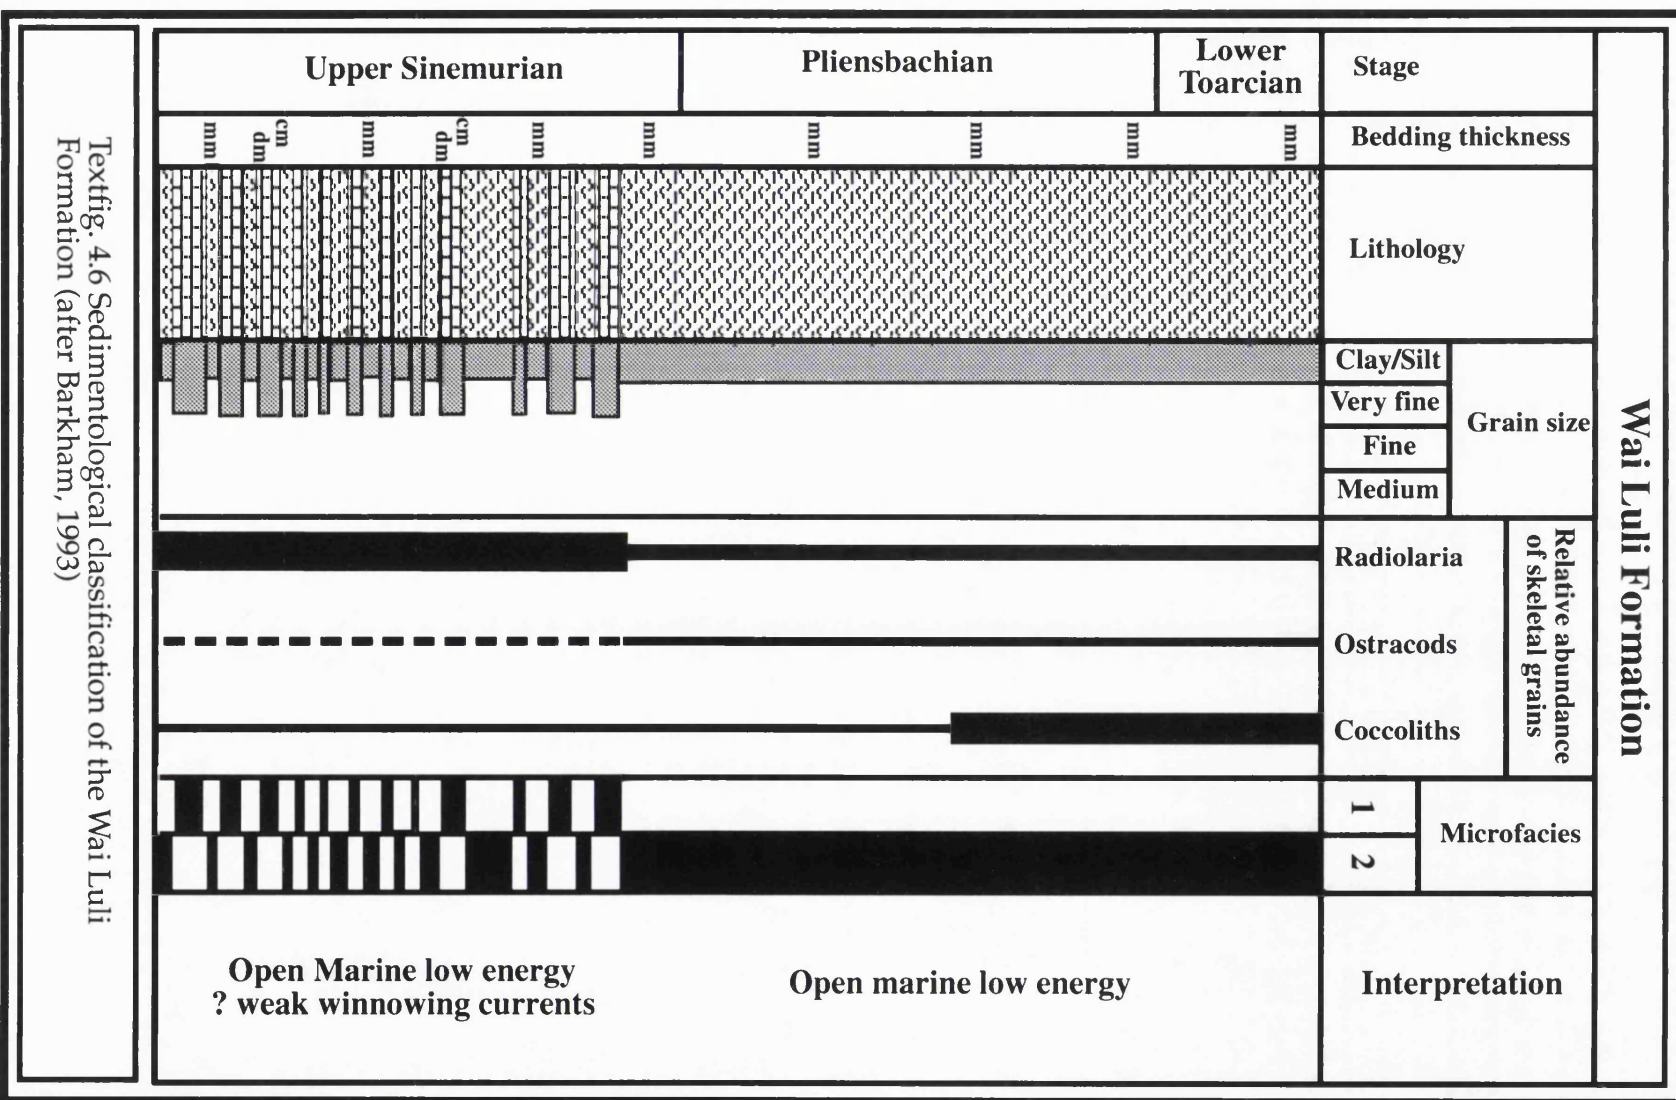 Wai Luli Formation
Upper Sinemurian
Pliensbachian
Lower
Toarcian
Stage
mm
cm
dm
mm
cm
dm
mm
mm
mm
mm
mm
mm
Bedding thickness
Lithology
Clay/Silt
Very fine
Fine
Medium
Grain size
Radiolaria
Ostracods
Coccoliths
Relative abundance
of skeletal grains
1
2
Microfacies
Open Marine low energy
? weak winnowing currents
Open marine low energy
Interpretation
Textfig. 4.6 Sedimentological classification of the Wai Luli
Formation (after Barkham, 1993)